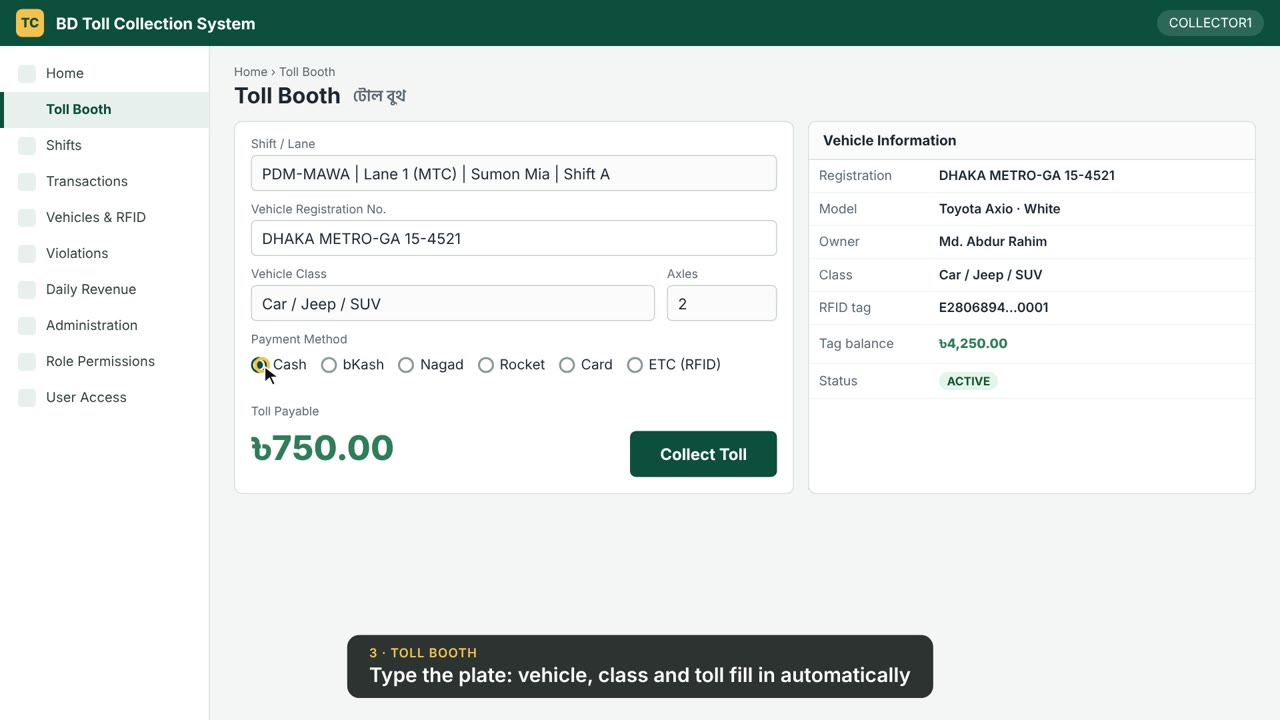 TC BD Toll Collection System
COLLECTOR1
Home
Toll Booth
Shifts
Transactions
Vehicles & RFID
Violations
Daily Revenue
Administration
Role Permissions
User Access
Home › Toll Booth
Toll Booth টোল বুথ
Shift / Lane
PDM-MAWA | Lane 1 (MTC) | Sumon Mia | Shift A
Vehicle Registration No.
DHAKA METRO-GA 15-4521
Vehicle Class Axles
Car / Jeep / SUV 2
Payment Method
Cash bKash Nagad Rocket Card ETC (RFID)
Toll Payable
৳750.00
Collect Toll
Vehicle Information
Registration DHAKA METRO-GA 15-4521
Model Toyota Axio · White
Owner Md. Abdur Rahim
Class Car / Jeep / SUV
RFID tag E2806894...0001
Tag balance ৳4,250.00
Status ACTIVE
3 · TOLL BOOTH
Type the plate: vehicle, class and toll fill in automatically